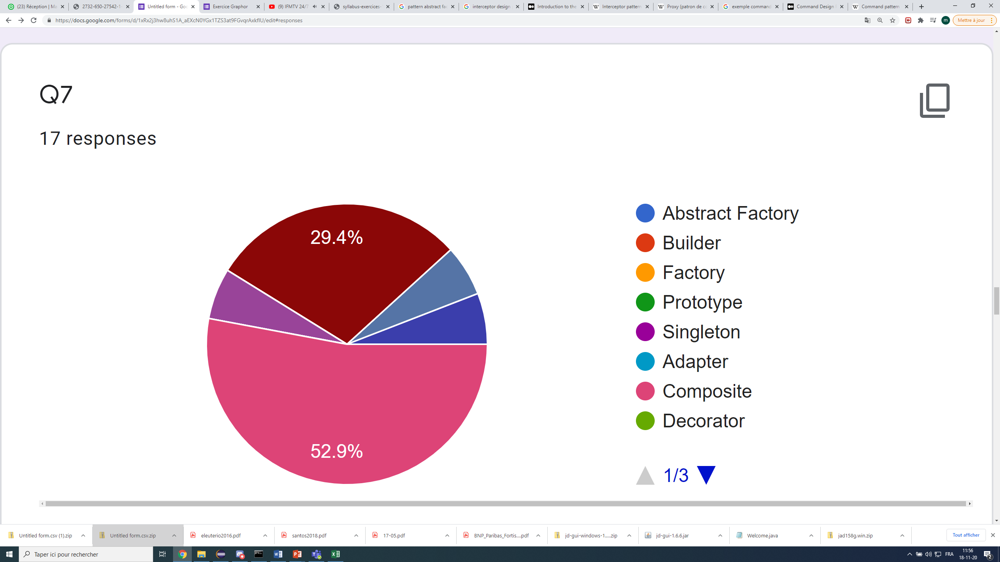 (23) Réception | Ma
2732-650-27542-1-
Untitled form - Goo
Exercice Graphor
(9) IFMTV 24/7
syllabus-exercices-
pattern abstract fac
interceptor design p
Introduction to the
Interceptor pattern
Proxy (patron de co
exemple command
Command Design
Command pattern
https://docs.google.com/forms/d/1xRx2j3hw8uhS1A_aEXcN0YGx1TZS3at9FGvqrAxkflU/edit#responses
m
Mettre à jour
Q7
17 responses
29.4%
52.9%
Abstract Factory
Builder
Factory
Prototype
Singleton
Adapter
Composite
Decorator
1/3
Untitled form.csv (1).zip
Untitled form.csv.zip
eleuterio2016.pdf
santos2018.pdf
17-05.pdf
BNP_Paribas_Fortis....pdf
jd-gui-windows-1.....zip
jd-gui-1.6.6.jar
Welcome.java
jad158g.win.zip
Tout afficher
Taper ici pour rechercher
FRA
11:56
18-11-20
2